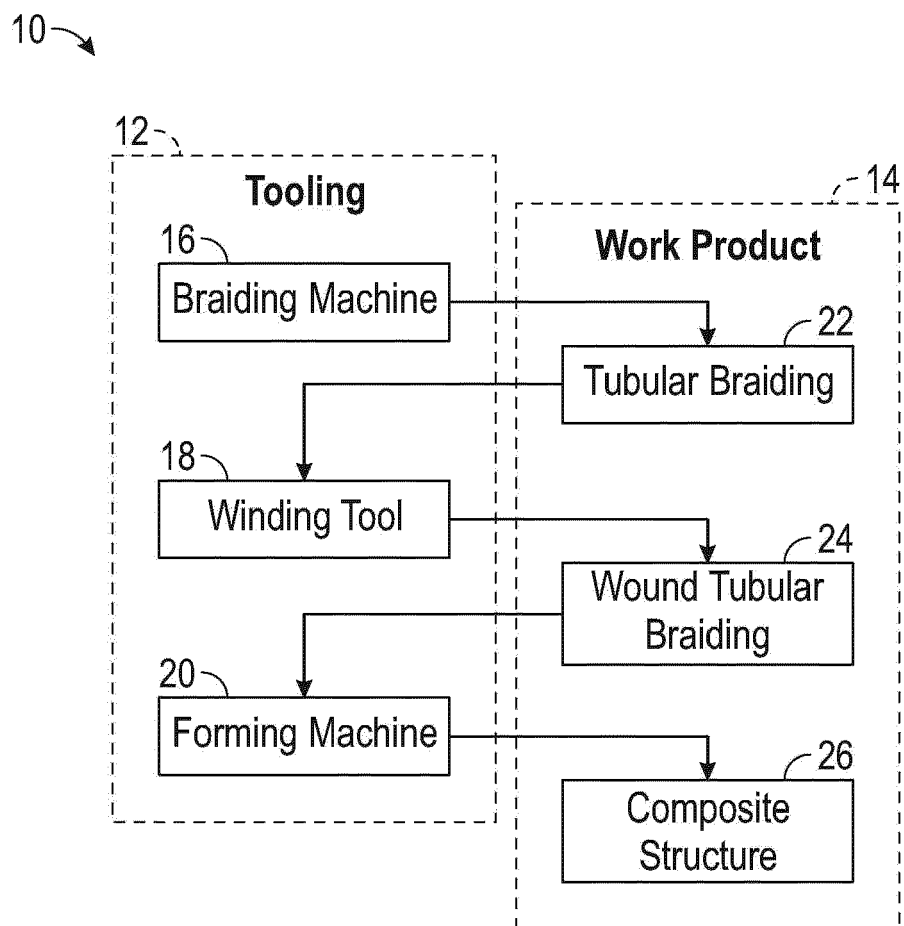 10
12
Tooling
14
16
Work Product
Braiding Machine
22
Tubular Braiding
18
Winding Tool
24
Wound Tubular
Braiding
20
Forming Machine
26
Composite
Structure